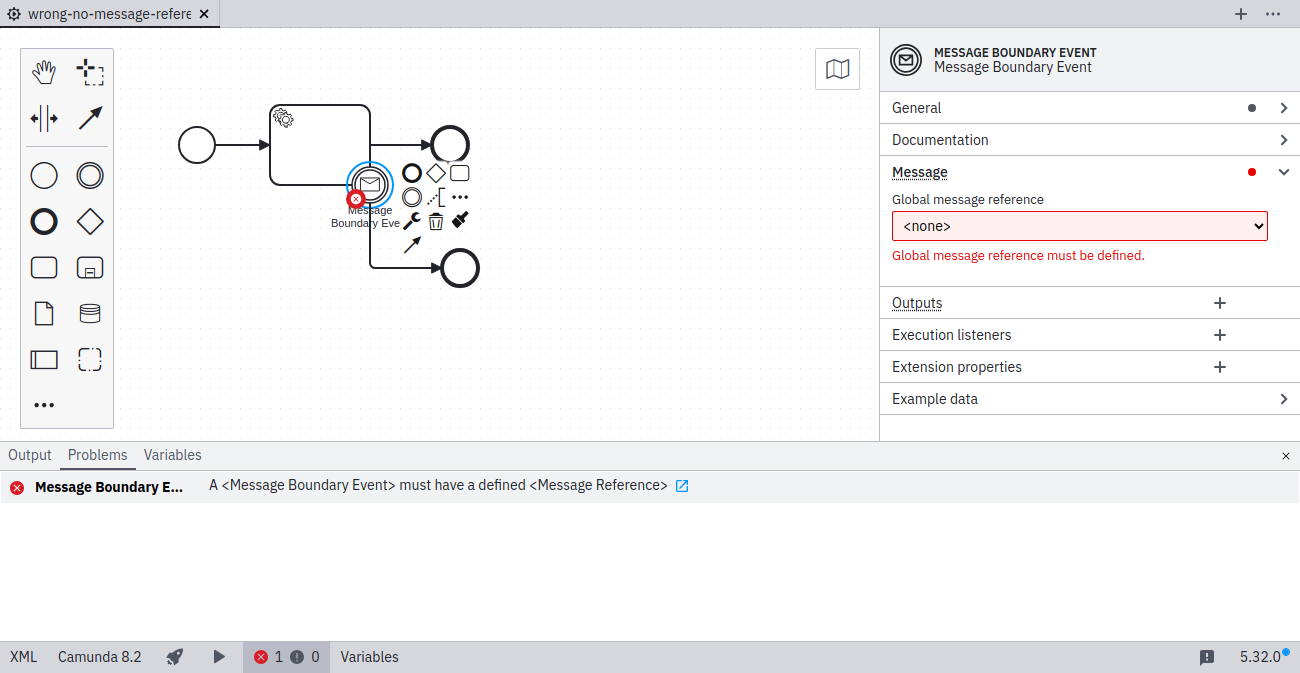 wrong-no-message-refere
MESSAGE BOUNDARY EVENT
Message Boundary Event
General
Documentation
Message
Global message reference
<none>
Global message reference must be defined.
Outputs
Execution listeners
Extension properties
Example data
Message
Boundary Eve
Output Problems Variables
Message Boundary E... A <Message Boundary Event> must have a defined <Message Reference>
XML Camunda 8.2 1 0 Variables 5.32.0